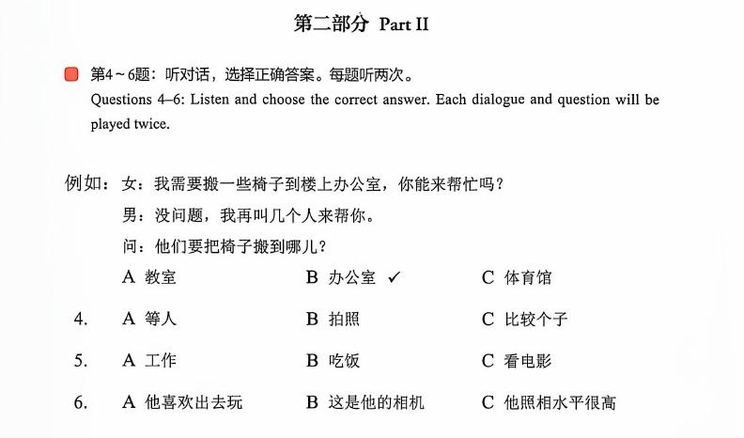 第二部分 Part II
第4～6题：听对话，选择正确答案。每题听两次。
Questions 4–6: Listen and choose the correct answer. Each dialogue and question will be
played twice.
例如：女：我需要搬一些椅子到楼上办公室，你能来帮忙吗？
男：没问题，我再叫几个人来帮你。
问：他们要把椅子搬到哪儿？
A 教室 B 办公室 ✓ C 体育馆
4. A 等人 B 拍照 C 比较个子
5. A 工作 B 吃饭 C 看电影
6. A 他喜欢出去玩 B 这是他的相机 C 他照相水平很高